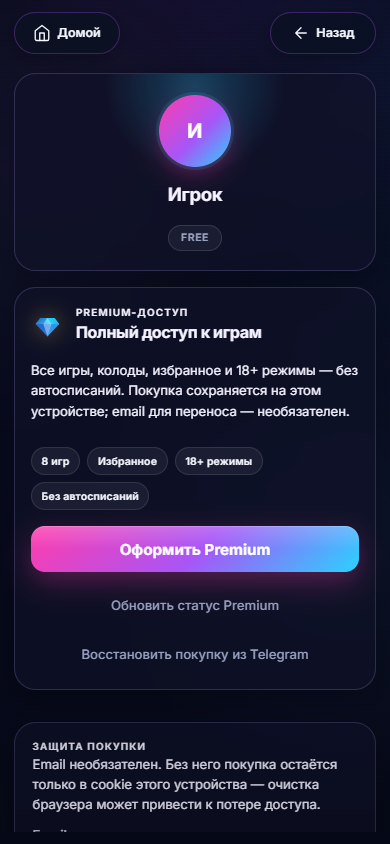 Домой
Назад
И
Игрок
FREE
PREMIUM-ДОСТУП
Полный доступ к играм
Все игры, колоды, избранное и 18+ режимы — без
автосписаний. Покупка сохраняется на этом
устройстве; email для переноса — необязателен.
8 игр
Избранное
18+ режимы
Без автосписаний
Оформить Premium
Обновить статус Premium
Восстановить покупку из Telegram
ЗАЩИТА ПОКУПКИ
Email необязателен. Без него покупка остаётся
только в cookie этого устройства — очистка
браузера может привести к потере доступа.